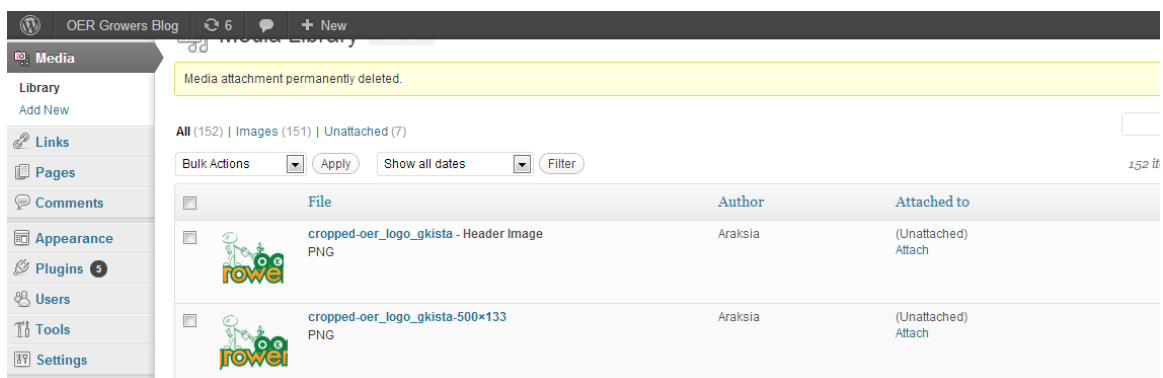 OER Growers Blog 6 + New
Media Library
Media
Media attachment permanently deleted.
Library
Add New
All (152) | Images (151) | Unattached (7)
Links
Bulk Actions Apply Show all dates Filter
Pages
152
Comments
File Author Attached to
Appearance
cropped-oer_logo_gkista - Header Image Araksia (Unattached)
PNG Attach
Plugins 5
rowe
Users
Tools
cropped-oer_logo_gkista-500×133 Araksia (Unattached)
PNG Attach
Settings
rower